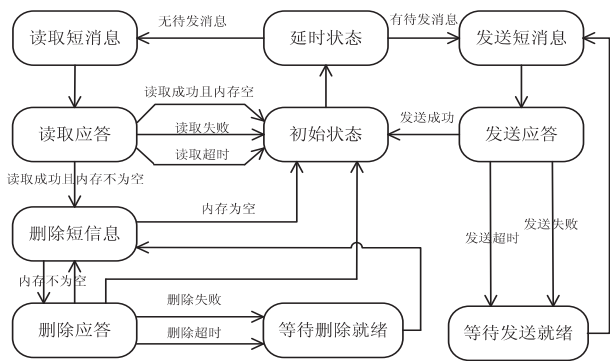 无待发消息
有待发消息
读取短消息
延时状态
发送短消息
读取成功且内存空
发送成功
读取应答
读取失败
初始状态
发送应答
读取超时
读取成功且内存不为空
内存为空
删除短信息
发送失败
发送超时
内存不为空
删除失败
删除应答
删除超时
等待删除就绪
等待发送就绪